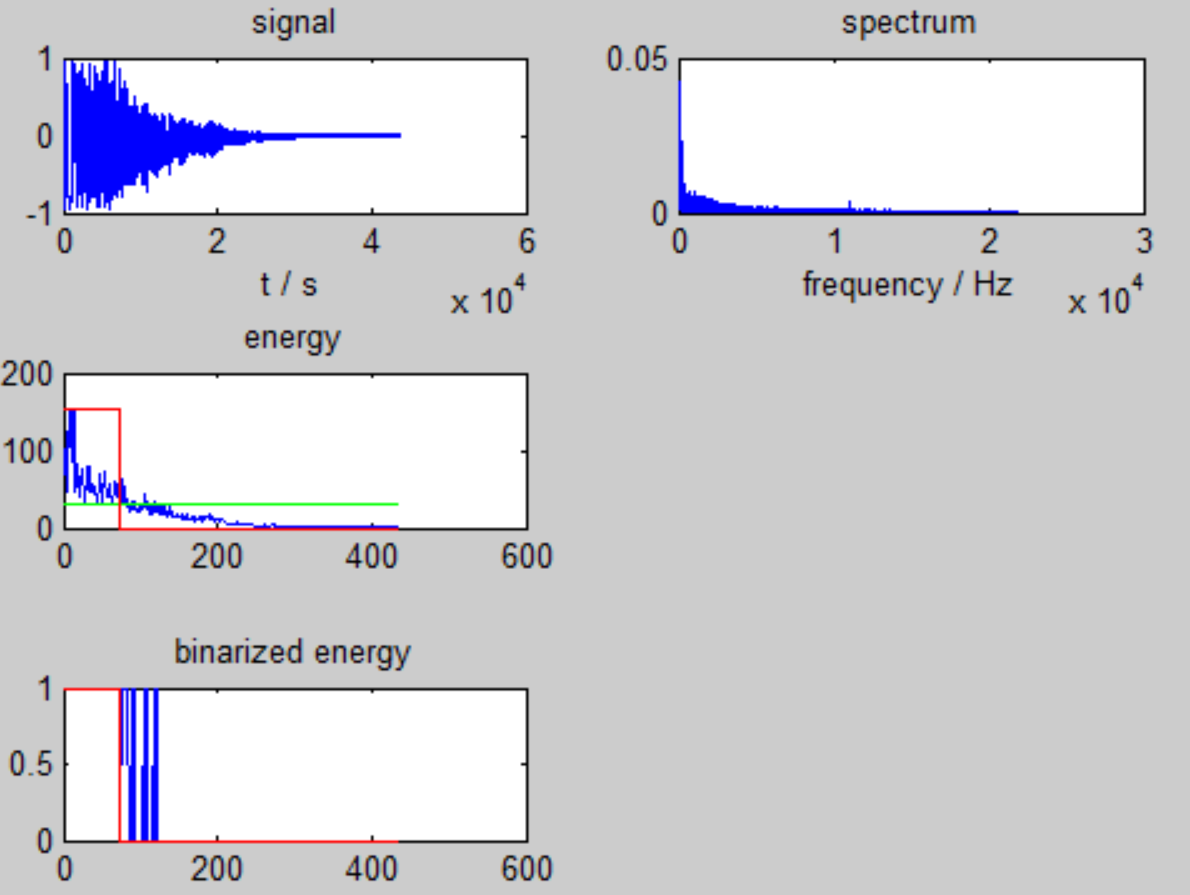 signal
1
0
-1
0 2 4 6
t / s
x 10^4
spectrum
0.05
0
0 1 2 3
frequency / Hz
x 10^4
energy
200
100
0
0 200 400 600
binarized energy
1
0.5
0
0 200 400 600